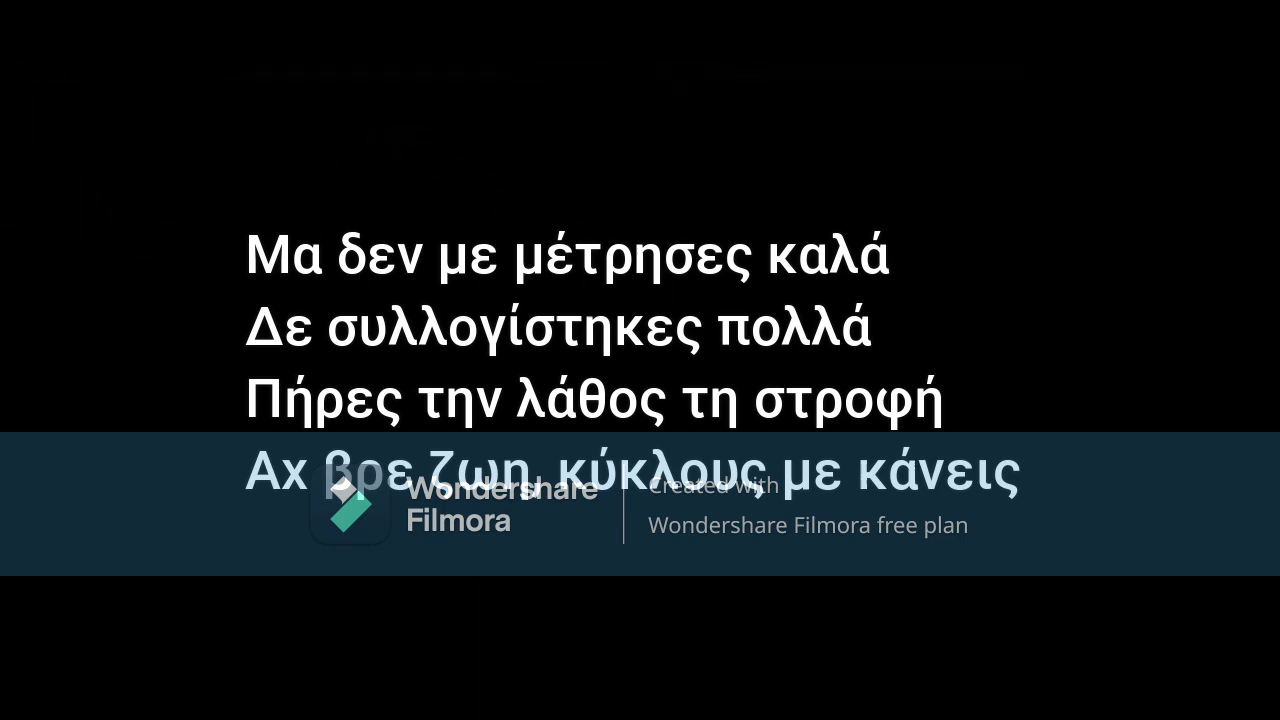 Μα δεν με μέτρησες καλά
Δε συλλογίστηκες πολλά
Πήρες την λάθος τη στροφή
Αχ βρε ζωη, κύκλους με κάνεις
Wondershare
Filmora
Created with
Wondershare Filmora free plan